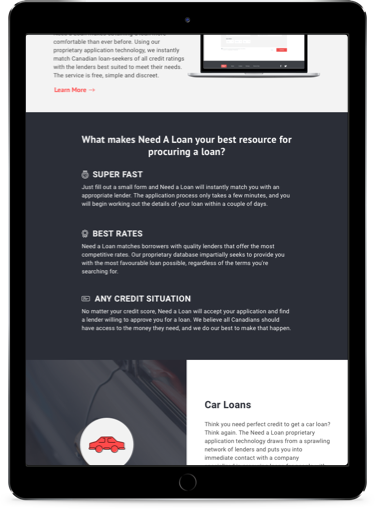 comfortable than ever before. Using our
proprietary application technology, we instantly
match Canadian loan-seekers of all credit ratings
with the lenders best suited to meet their needs.
The service is free, simple and discreet.
Learn More →
What makes Need A Loan your best resource for
procuring a loan?
SUPER FAST
Just fill out a small form and Need a Loan will instantly match you with an
appropriate lender. The application process only takes a few minutes, and you
will begin working out the details of your loan within a couple of days.
BEST RATES
Need a Loan matches borrowers with quality lenders that offer the most
competitive rates. Our proprietary database impartially seeks to provide you
with the most favourable loan possible, regardless of the terms you're
searching for.
ANY CREDIT SITUATION
No matter your credit score, Need a Loan will accept your application and find
a lender willing to approve you for a loan. We believe all Canadians should
have access to the money they need, and we do our best to make that happen.
Car Loans
Think you need perfect credit to get a car loan?
Think again. The Need a Loan proprietary
application technology draws from a sprawling
network of lenders and puts you into
immediate contact with a company